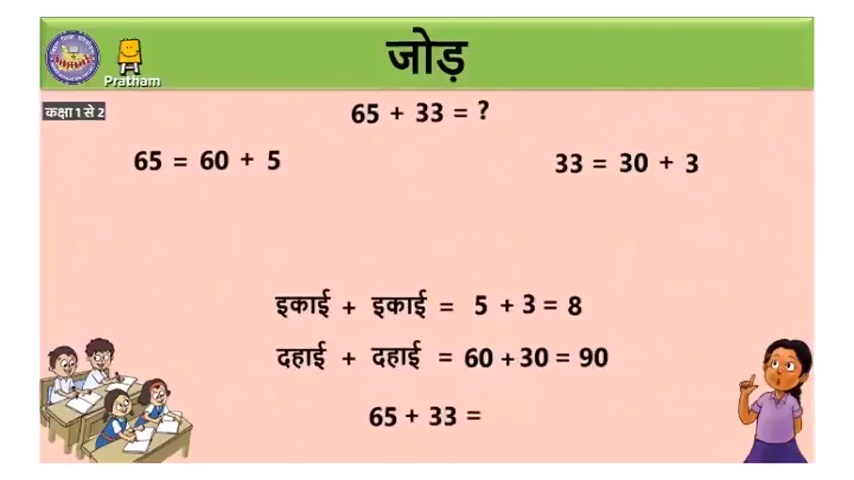 जोड़
Pratham
कक्षा 1 से 2
65 + 33 = ?
65 = 60 + 5
33 = 30 + 3
इकाई + इकाई = 5 + 3 = 8
दहाई + दहाई = 60 + 30 = 90
65 + 33 =